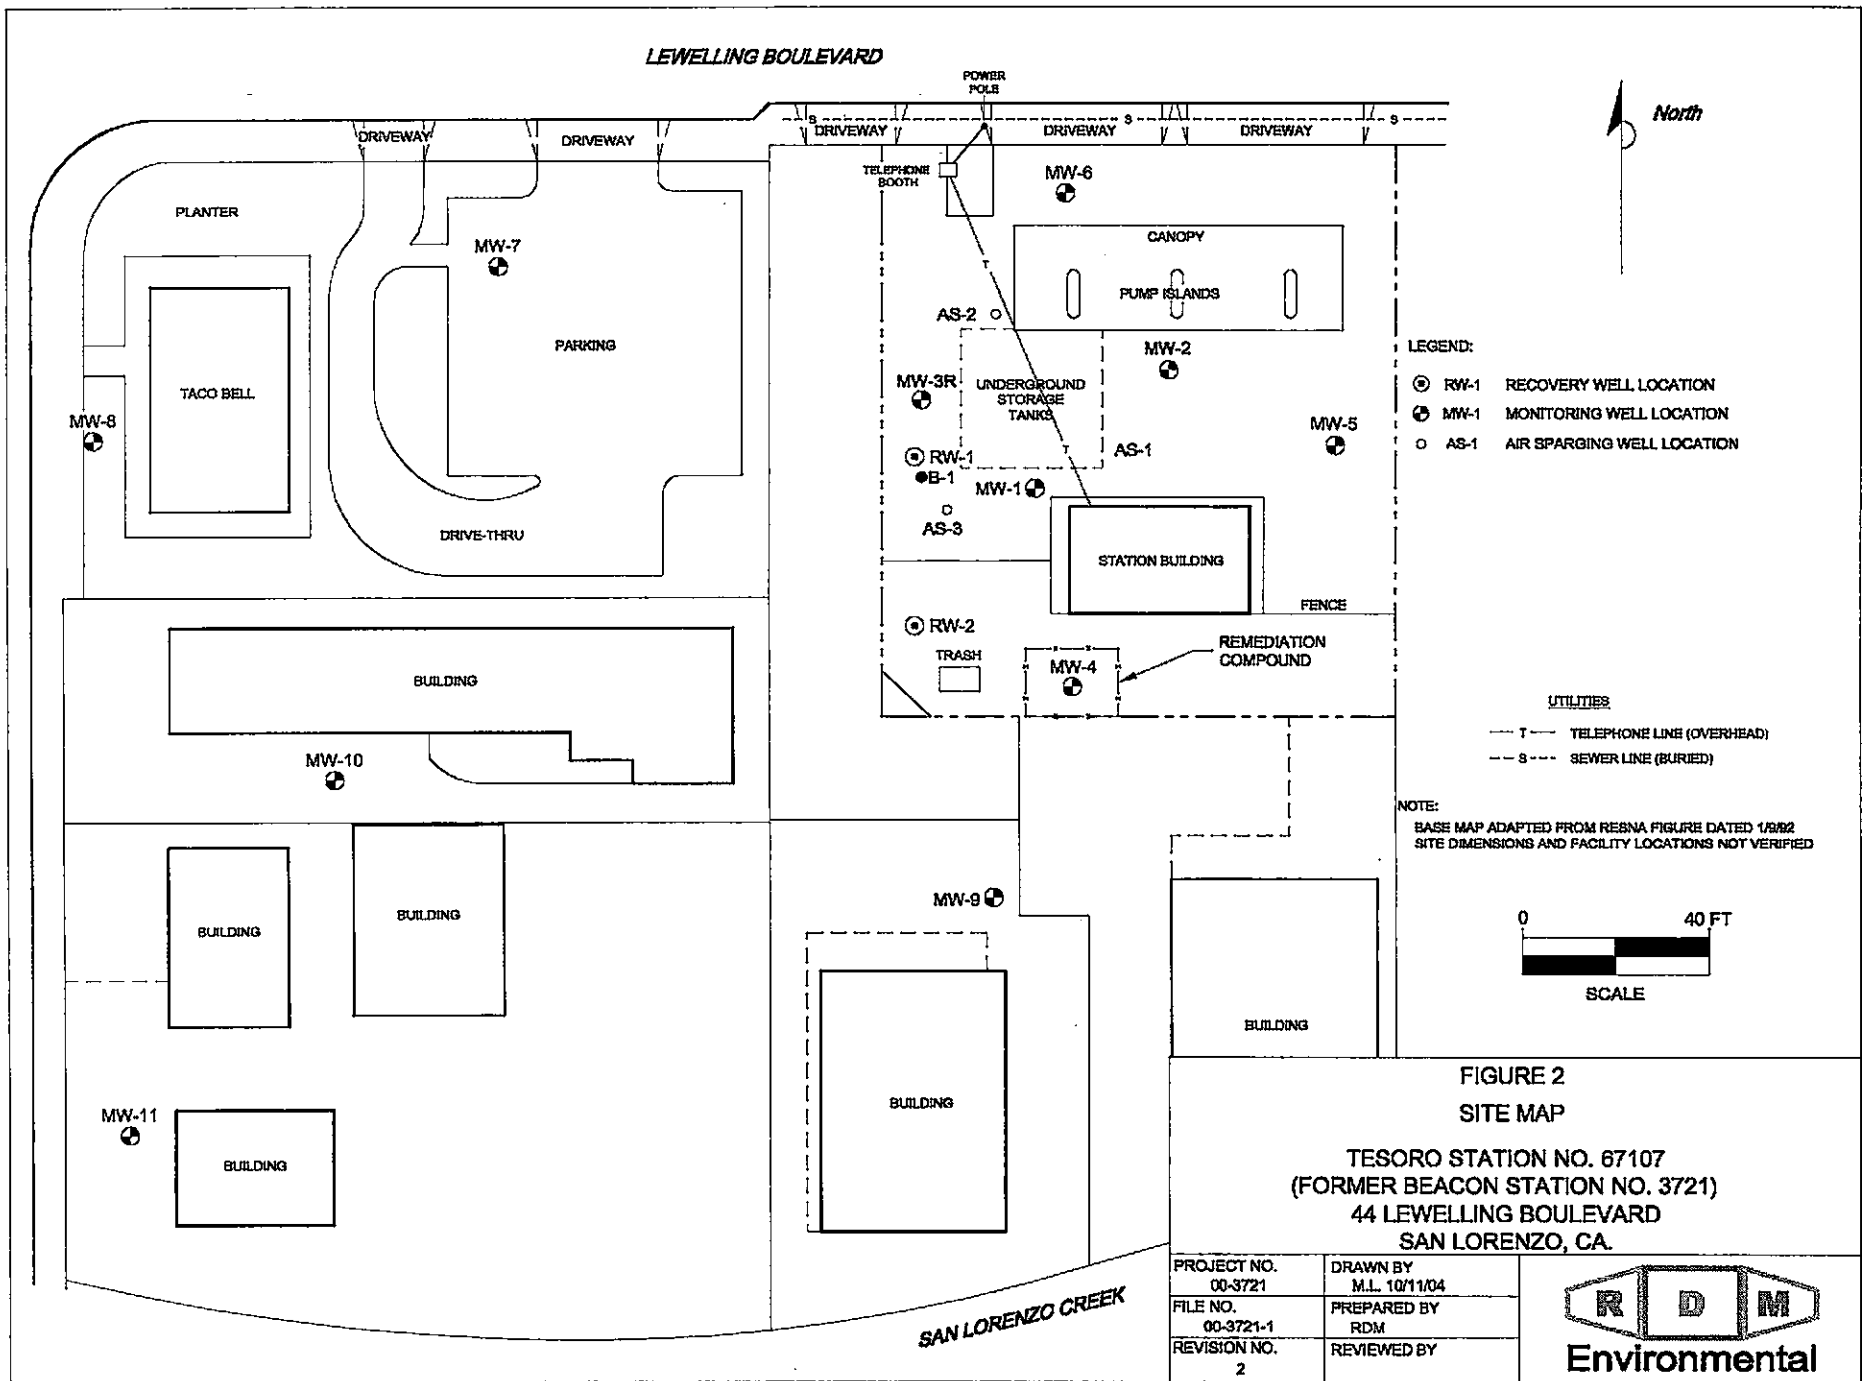 LEWELLING BOULEVARD
POWER
POLE
North
S
S
S
DRIVEWAY
DRIVEWAY
DRIVEWAY
DRIVEWAY
DRIVEWAY
TELEPHONE
BOOTH
MW-6
PLANTER
MW-7
CANOPY
T
PUMP ISLANDS
AS-2
PARKING
MW-2
LEGEND:
RW-1 RECOVERY WELL LOCATION
MW-1 MONITORING WELL LOCATION
AS-1 AIR SPARGING WELL LOCATION
TACO BELL
MW-3R
UNDERGROUND
STORAGE
TANKS
MW-8
MW-5
T
AS-1
RW-1
B-1
MW-1
AS-3
DRIVE-THRU
STATION BUILDING
FENCE
RW-2
TRASH
MW-4
REMEDIATION
COMPOUND
BUILDING
UTILITIES
T TELEPHONE LINE (OVERHEAD)
S SEWER LINE (BURIED)
MW-10
NOTE:
BASE MAP ADAPTED FROM RESNA FIGURE DATED 1/9/92
SITE DIMENSIONS AND FACILITY LOCATIONS NOT VERIFIED
MW-9
BUILDING
BUILDING
0 40 FT
SCALE
BUILDING
BUILDING
MW-11
BUILDING
FIGURE 2
SITE MAP
TESORO STATION NO. 67107
(FORMER BEACON STATION NO. 3721)
44 LEWELLING BOULEVARD
SAN LORENZO, CA.
SAN LORENZO CREEK
PROJECT NO.
00-3721
DRAWN BY
M.L. 10/11/04
FILE NO.
00-3721-1
PREPARED BY
RDM
REVISION NO.
2
REVIEWED BY
R D M
Environmental